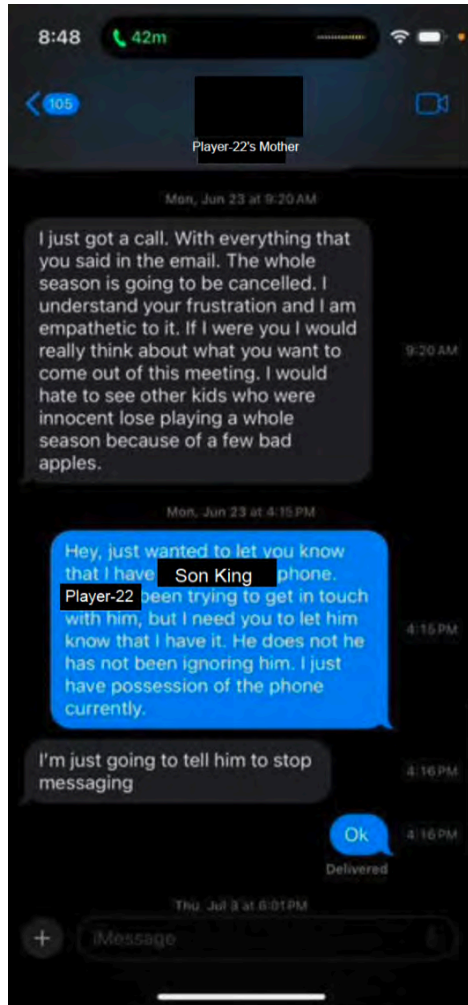 8:48 42m
105
Player-22's Mother
Mon, Jun 23 at 9:20 AM
I just got a call. With everything that
you said in the email. The whole
season is going to be cancelled. I
understand your frustration and I am
empathetic to it. If I were you I would
really think about what you want to
come out of this meeting. I would
hate to see other kids who were
innocent lose playing a whole
season because of a few bad
apples.
9:20 AM
Mon, Jun 23 at 4:15 PM
Hey, just wanted to let you know
that I have Son King phone.
Player-22 been trying to get in touch
with him, but I need you to let him
know that I have it. He does not he
has not been ignoring him. I just
have possession of the phone
currently.
4:15 PM
I'm just going to tell him to stop
messaging
4:16 PM
Ok
4:16 PM
Delivered
Thu, Jul 3 at 6:01 PM
iMessage